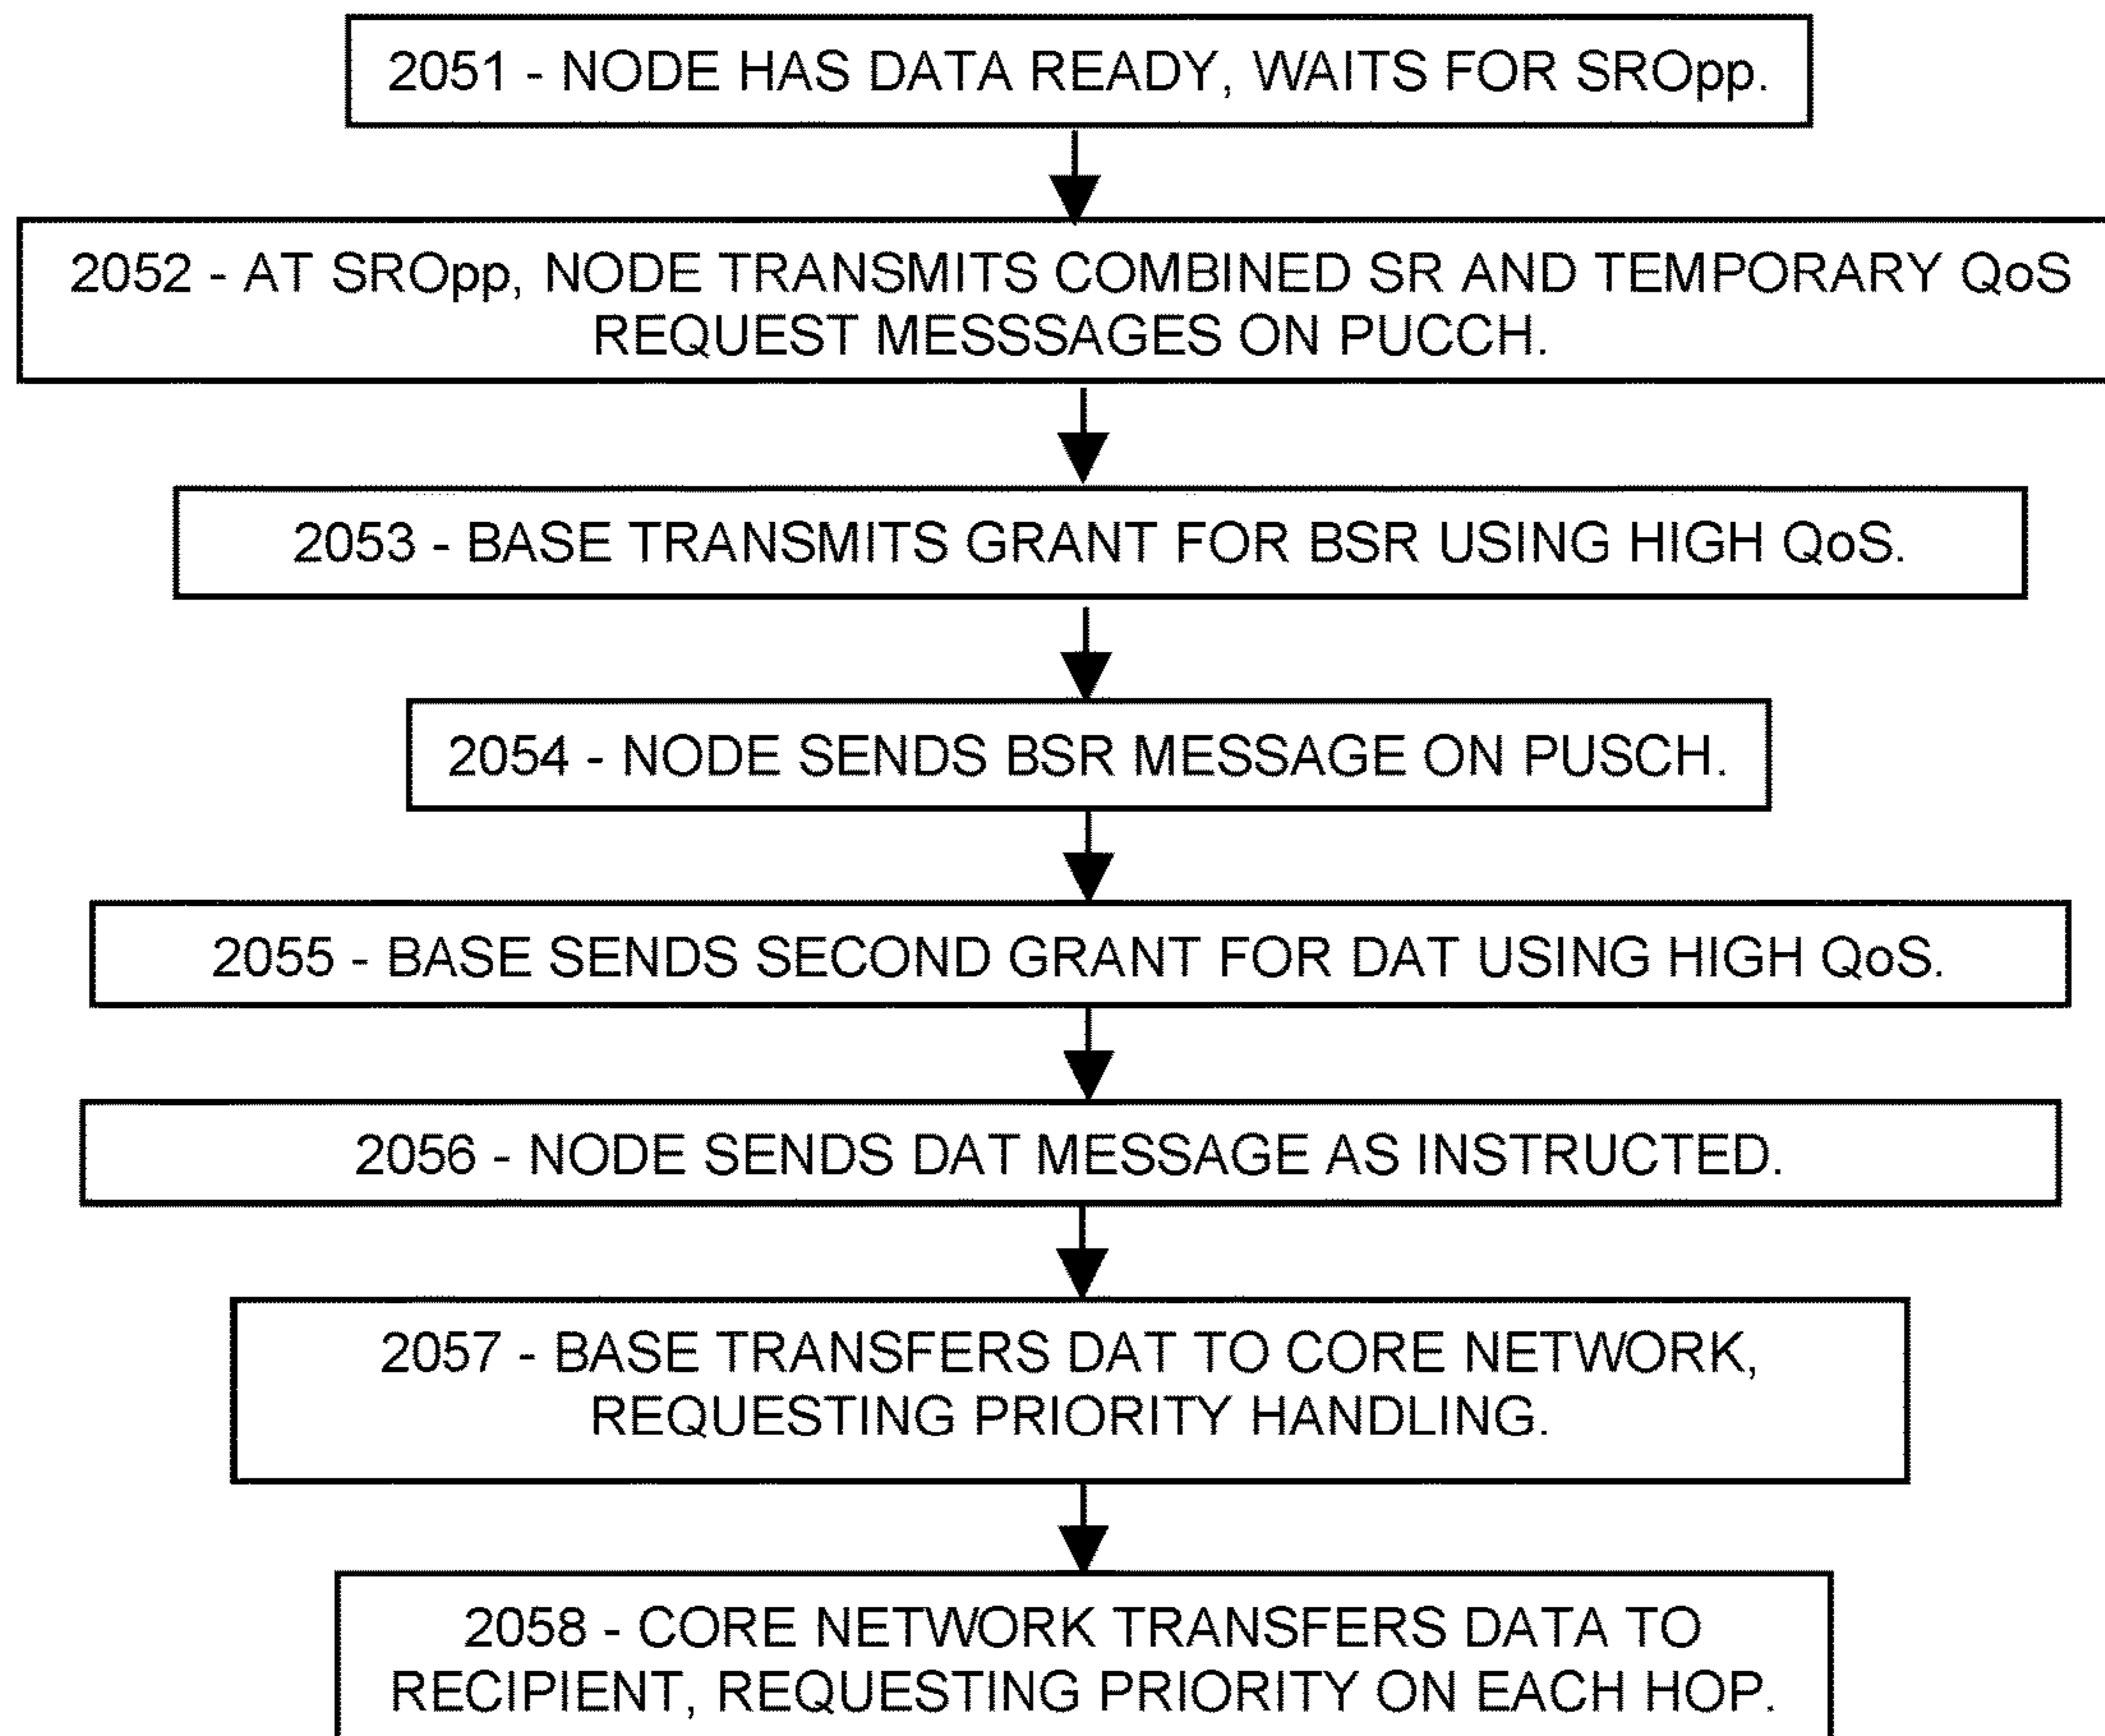 2051 - NODE HAS DATA READY, WAITS FOR SROpp.
2052 - AT SROpp, NODE TRANSMITS COMBINED SR AND TEMPORARY QoS
REQUEST MESSSAGES ON PUCCH.
2053 - BASE TRANSMITS GRANT FOR BSR USING HIGH QoS.
2054 - NODE SENDS BSR MESSAGE ON PUSCH.
2055 - BASE SENDS SECOND GRANT FOR DAT USING HIGH QoS.
2056 - NODE SENDS DAT MESSAGE AS INSTRUCTED.
2057 - BASE TRANSFERS DAT TO CORE NETWORK,
REQUESTING PRIORITY HANDLING.
2058 - CORE NETWORK TRANSFERS DATA TO
RECIPIENT, REQUESTING PRIORITY ON EACH HOP.